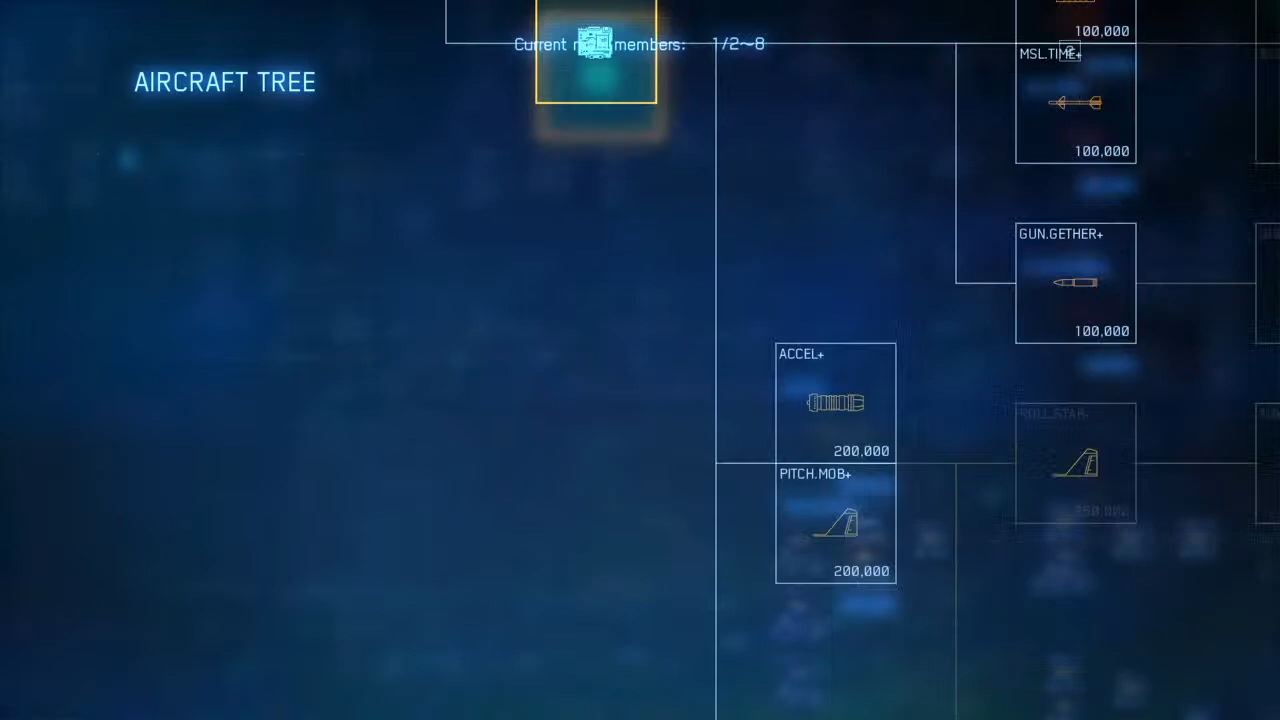 100,000
Current members: 1/2~8
MSL.TIME+
AIRCRAFT TREE
100,000
GUN.GETHER+
100,000
ACCEL+
200,000
PITCH.MOB+
200,000